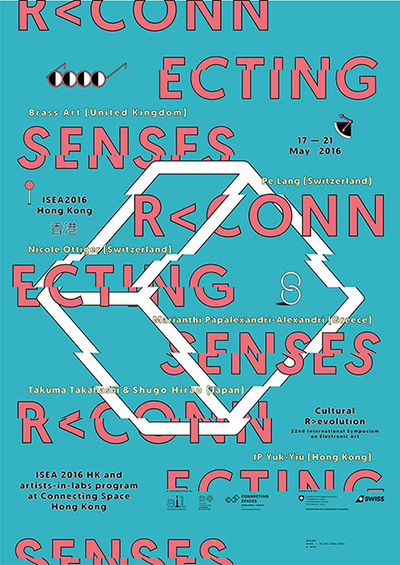 R<CONN
ECTING
Brass Art (United Kingdom)
SENSES
17 — 21
May 2016
Pe Lang (Switzerland)
ISEA2016
Hong Kong
香港
R<CONN
Nicole Ottiger (Switzerland)
ECTING
Marianthi Papalexandri-Alexandri (Greece)
SENSES
Takuma Takahashi & Shugo Hirao (Japan)
R<CONN
Cultural
R>evolution
22nd International Symposium
on Electronic Art
IP Yuk-Yiu (Hong Kong)
ISEA 2016 HK and
artists-in-labs program
at Connecting Space
Hong Kong
ECTING
ail
CONNECTING
SPACES
SWISS
SENSES